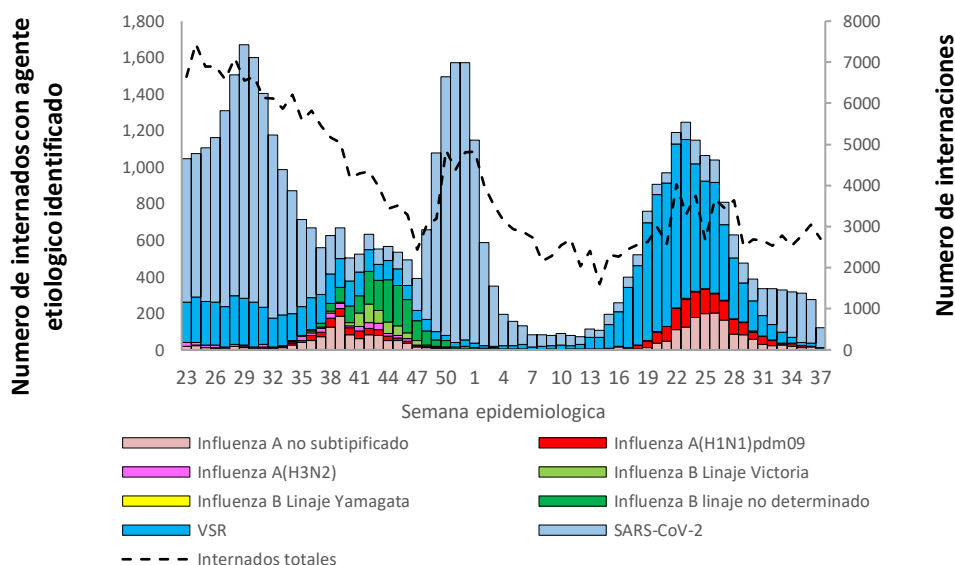 Numero de internados con agente
etiologico identificado
1,800
1,600
1,400
1,200
1,000
800
600
400
200
0
8000
7000
6000
5000
4000
3000
2000
1000
0
Numero de internaciones
23 26 29 32 35 38 41 44 47 50 1 4 7 10 13 16 19 22 25 28 31 34 37
Semana epidemiologica
Influenza A no subtipificado
Influenza A(H1N1)pdm09
Influenza A(H3N2)
Influenza B Linaje Victoria
Influenza B Linaje Yamagata
Influenza B linaje no determinado
VSR
SARS-CoV-2
Internados totales